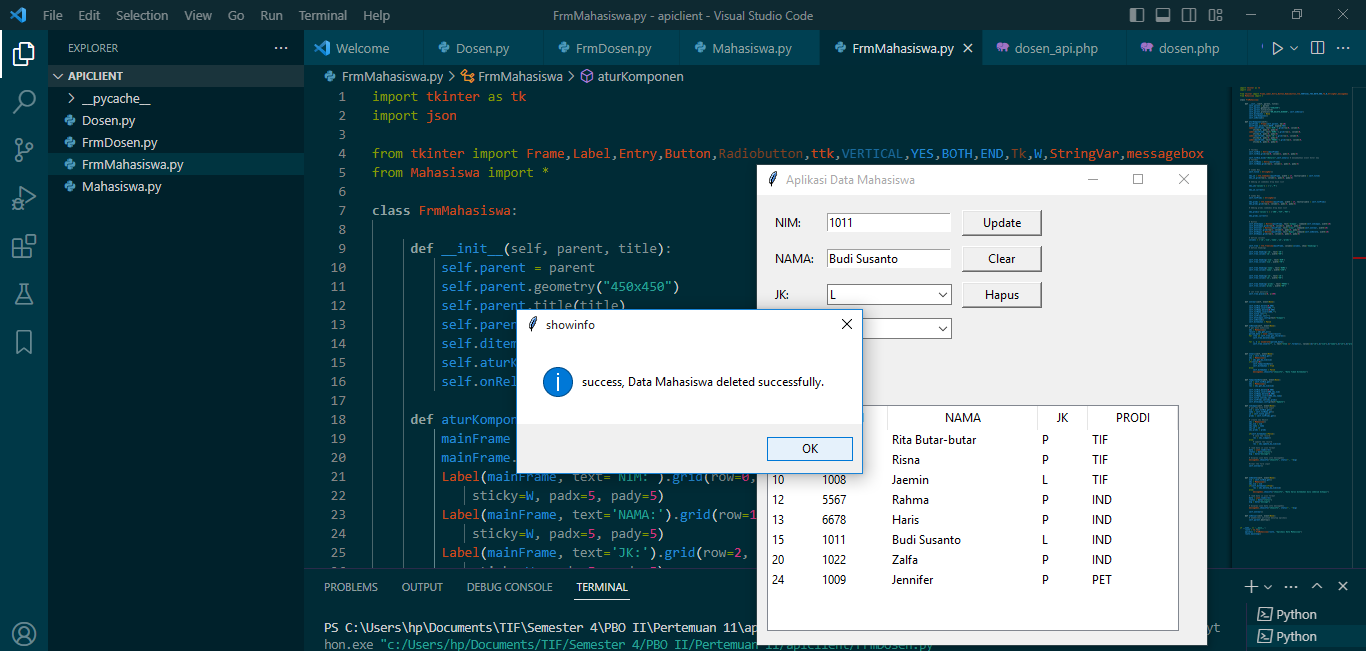 File Edit Selection View Go Run Terminal Help FrmMahasiswa.py - apiclient - Visual Studio Code
EXPLORER
APICLIENT
__pycache__
Dosen.py
FrmDosen.py
FrmMahasiswa.py
Mahasiswa.py
Welcome Dosen.py FrmDosen.py Mahasiswa.py FrmMahasiswa.py dosen_api.php dosen.php
FrmMahasiswa.py > FrmMahasiswa > aturKomponen
1 import tkinter as tk
2 import json
3
4 from tkinter import Frame,Label,Entry,Button,Radiobutton,ttk,VERTICAL,YES,BOTH,END,Tk,W,StringVar,messagebox
5 from Mahasiswa import *
6
7 class FrmMahasiswa:
8
9 def __init__(self, parent, title):
10 self.parent = parent
11 self.parent.geometry("450x450")
12 self.parent.title(title)
13 self.paren
14 self.ditem
15 self.aturK
16 self.onRel
17
18 def aturKompon
19 mainFrame
20 mainFrame.
21 Label(mainFrame, text='NIM:').grid(row=0,
22 sticky=W, padx=5, pady=5)
23 Label(mainFrame, text='NAMA:').grid(row=1
24 sticky=W, padx=5, pady=5)
25 Label(mainFrame, text='JK:').grid(row=2,
Aplikasi Data Mahasiswa
NIM: 1011 Update
NAMA: Budi Susanto Clear
JK: L Hapus
showinfo
success, Data Mahasiswa deleted successfully.
OK
NAMA JK PRODI
Rita Butar-butar P TIF
Risna P TIF
10 1008 Jaemin L TIF
12 5567 Rahma P IND
13 6678 Haris P IND
15 1011 Budi Susanto L IND
20 1022 Zalfa P IND
24 1009 Jennifer P PET
PROBLEMS OUTPUT DEBUG CONSOLE TERMINAL
Python
Python
PS C:\Users\hp\Documents\TIF\Semester 4\PBO II\Pertemuan 11\ap yt
hon.exe "c:/Users/hp/Documents/TIF/Semester 4/PBO II/Pertemuan 11/apiclient/FrmDosen.py